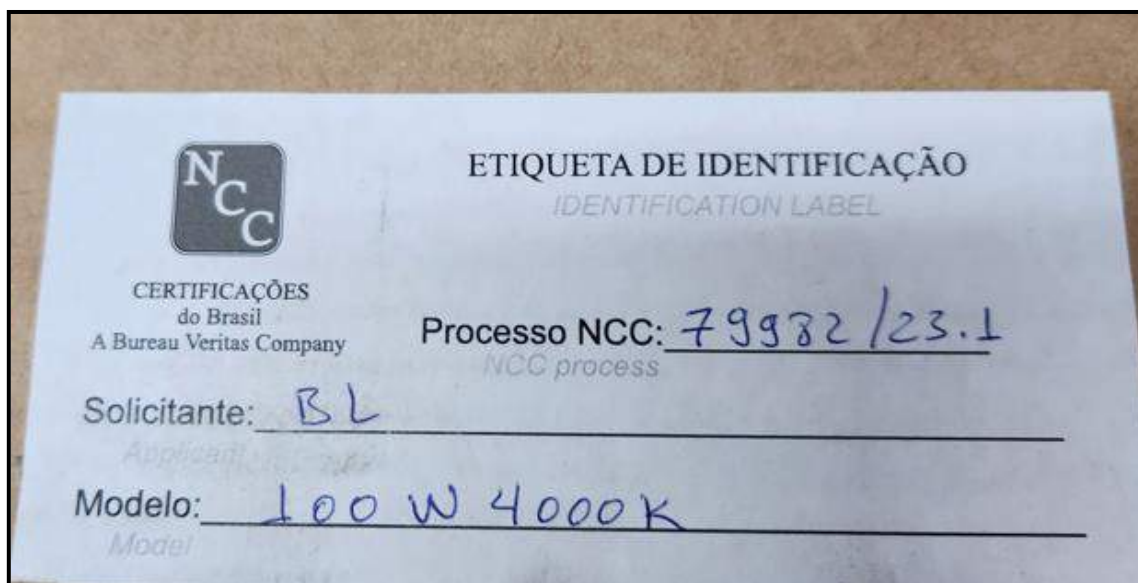 NCC
CERTIFICAÇÕES
do Brasil
A Bureau Veritas Company
ETIQUETA DE IDENTIFICAÇÃO
IDENTIFICATION LABEL
Processo NCC: 79982/23.1
NCC process
Solicitante: BL
Modelo: 100 W 4000K
Model